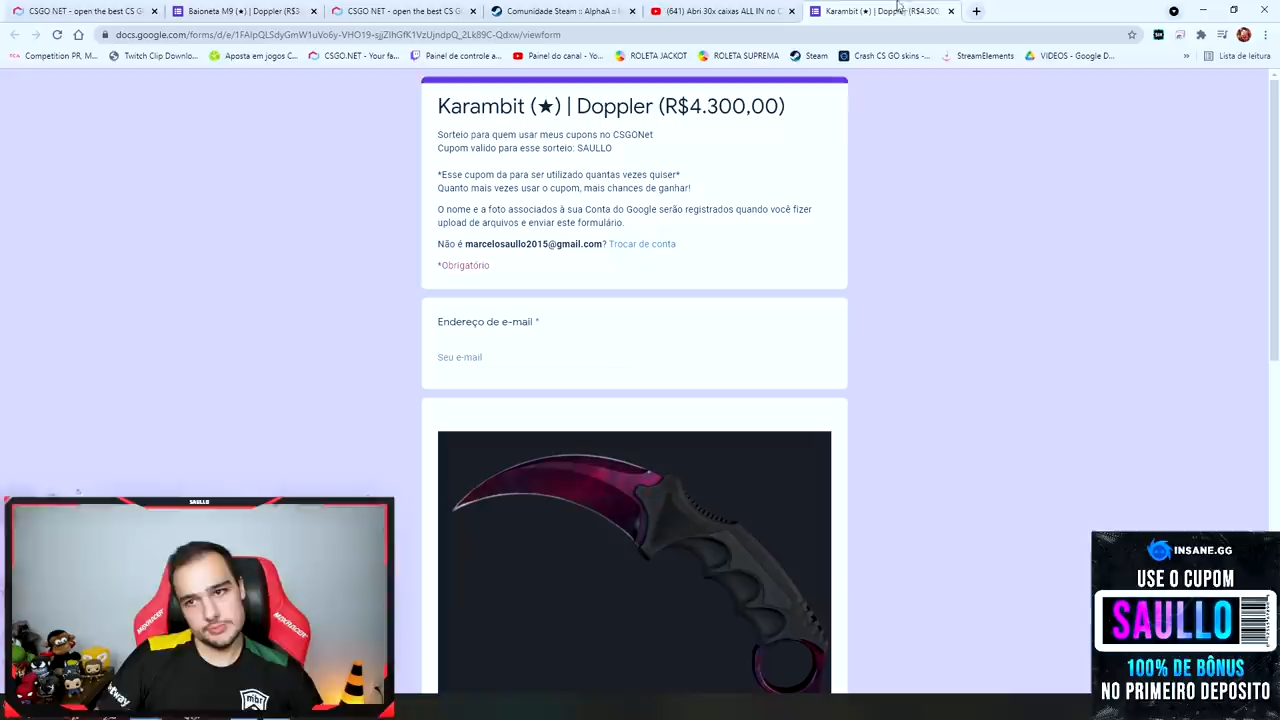 CSGO NET - open the best CS G
Baioneta M9 (★) | Doppler (R$3
CSGO NET - open the best CS G
Comunidade Steam :: AlphaA « In
(641) Abri 30x caixas ALL IN no C
Karambit (★) | Doppler (R$4.300,
docs.google.com/forms/d/e/1FAIpQLSdyGmW1uVo6y-VHO19-sjjZIhGfK1VzUjndpQ_2Lk89C-Qdxw/viewform
Competition PR, M...
Twitch Clip Downlo...
Aposta em jogos C...
CSGO.NET - Your fa...
Painel de controle a...
Painel do canal - Yo...
ROLETA JACKOT
ROLETA SUPREMA
Steam
Crash CS GO skins -...
StreamElements
VIDEOS - Google D...
»
Lista de leitura
Karambit (★) | Doppler (R$4.300,00)
Sorteio para quem usar meus cupons no CSGONet
Cupom valido para esse sorteio: SAULLO
*Esse cupom da para ser utilizado quantas vezes quiser*
Quanto mais vezes usar o cupom, mais chances de ganhar!
O nome e a foto associados à sua Conta do Google serão registrados quando você fizer
upload de arquivos e enviar este formulário.
Não é marcelosaullo2015@gmail.com? Trocar de conta
*Obrigatório
Endereço de e-mail *
Seu e-mail
SAULLO
MAXRACER
MAXRACER
betway
mibr
INSANE.GG
USE O CUPOM
SAULLO
100% DE BÔNUS
NO PRIMEIRO DEPOSITO